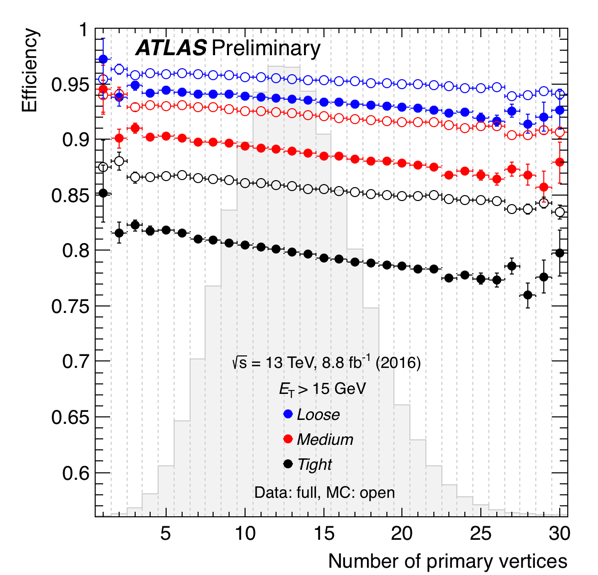 Efficiency
ATLAS Preliminary
1
0.95
0.9
0.85
0.8
0.75
0.7
0.65
0.6
√s = 13 TeV, 8.8 fb⁻¹ (2016)
E_T > 15 GeV
Loose
Medium
Tight
Data: full, MC: open
5 10 15 20 25 30
Number of primary vertices